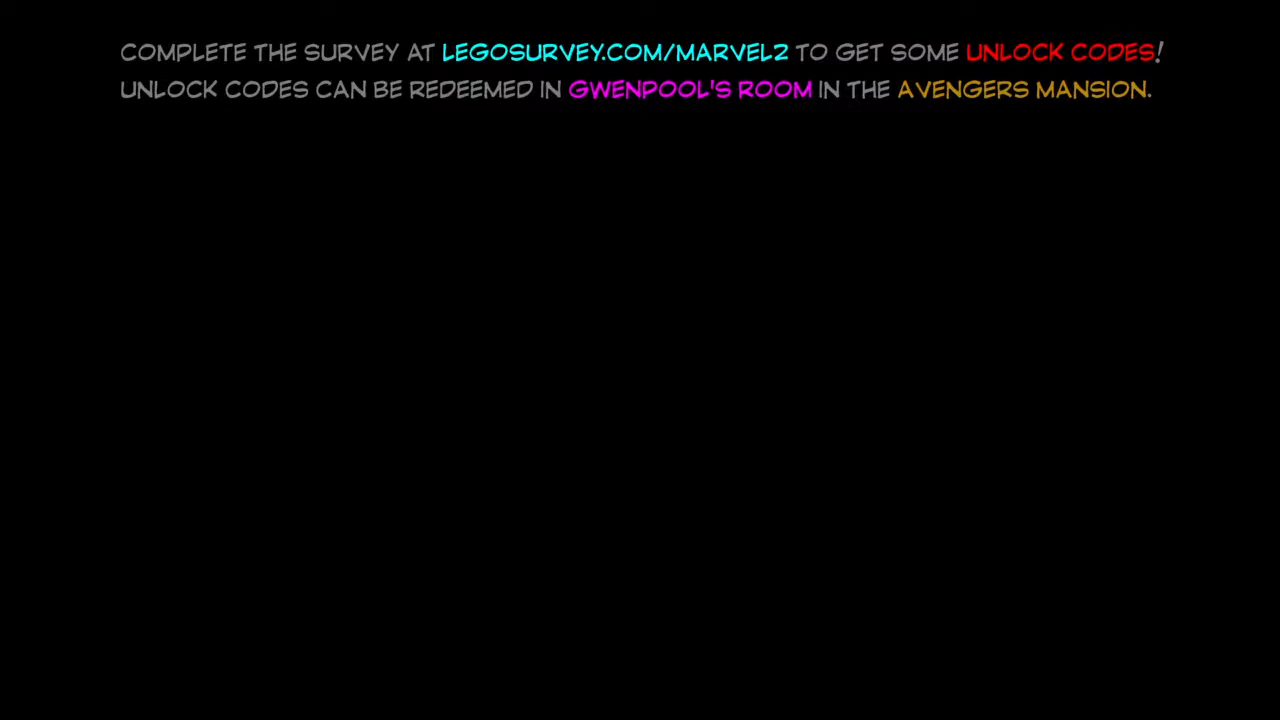 COMPLETE THE SURVEY AT LEGOSURVEY.COM/MARVEL2 TO GET SOME UNLOCK CODES!
UNLOCK CODES CAN BE REDEEMED IN GWENPOOL'S ROOM IN THE AVENGERS MANSION.